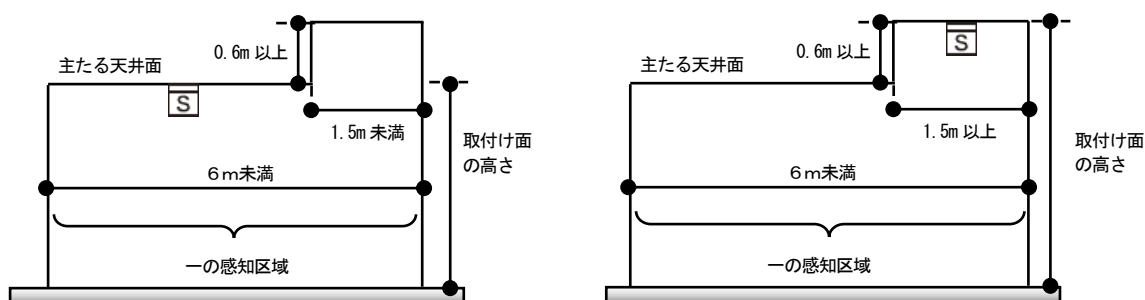 0.6m 以上
主たる天井面
S
1.5m 未満
取付け面
の高さ
6m未満
一の感知区域
0.6m 以上
S
主たる天井面
1.5m 以上
取付け面
の高さ
6m未満
一の感知区域